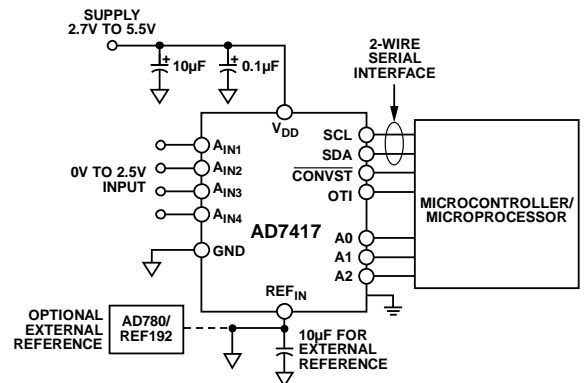 SUPPLY
2.7V TO 5.5V
10µF
0.1µF
2-WIRE
SERIAL
INTERFACE
VDD
AIN1
AIN2
AIN3
AIN4
0V TO 2.5V
INPUT
GND
AD7417
SCL
SDA
CONVST
OTI
A0
A1
A2
MICROCONTROLLER/
MICROPROCESSOR
REFIN
OPTIONAL
EXTERNAL
REFERENCE
AD780/
REF192
10µF FOR
EXTERNAL
REFERENCE